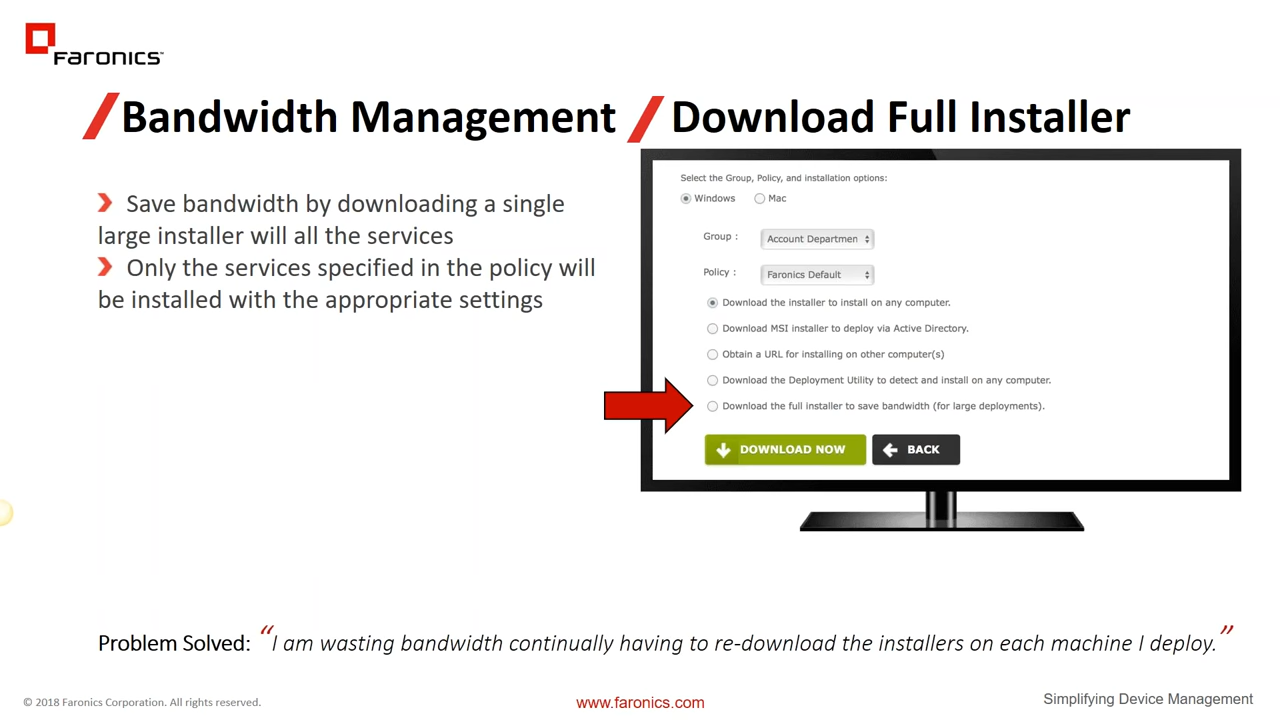 FARONICS™
Bandwidth Management / Download Full Installer
Save bandwidth by downloading a single
large installer will all the services
Only the services specified in the policy will
be installed with the appropriate settings
Select the Group, Policy, and installation options:
Windows Mac
Group : Account Departmen
Policy : Faronics Default
Download the installer to install on any computer.
Download MSI installer to deploy via Active Directory.
Obtain a URL for installing on other computer(s)
Download the Deployment Utility to detect and install on any computer.
Download the full installer to save bandwidth (for large deployments).
DOWNLOAD NOW BACK
Problem Solved: “I am wasting bandwidth continually having to re-download the installers on each machine I deploy.”
© 2018 Faronics Corporation. All rights reserved.
www.faronics.com
Simplifying Device Management